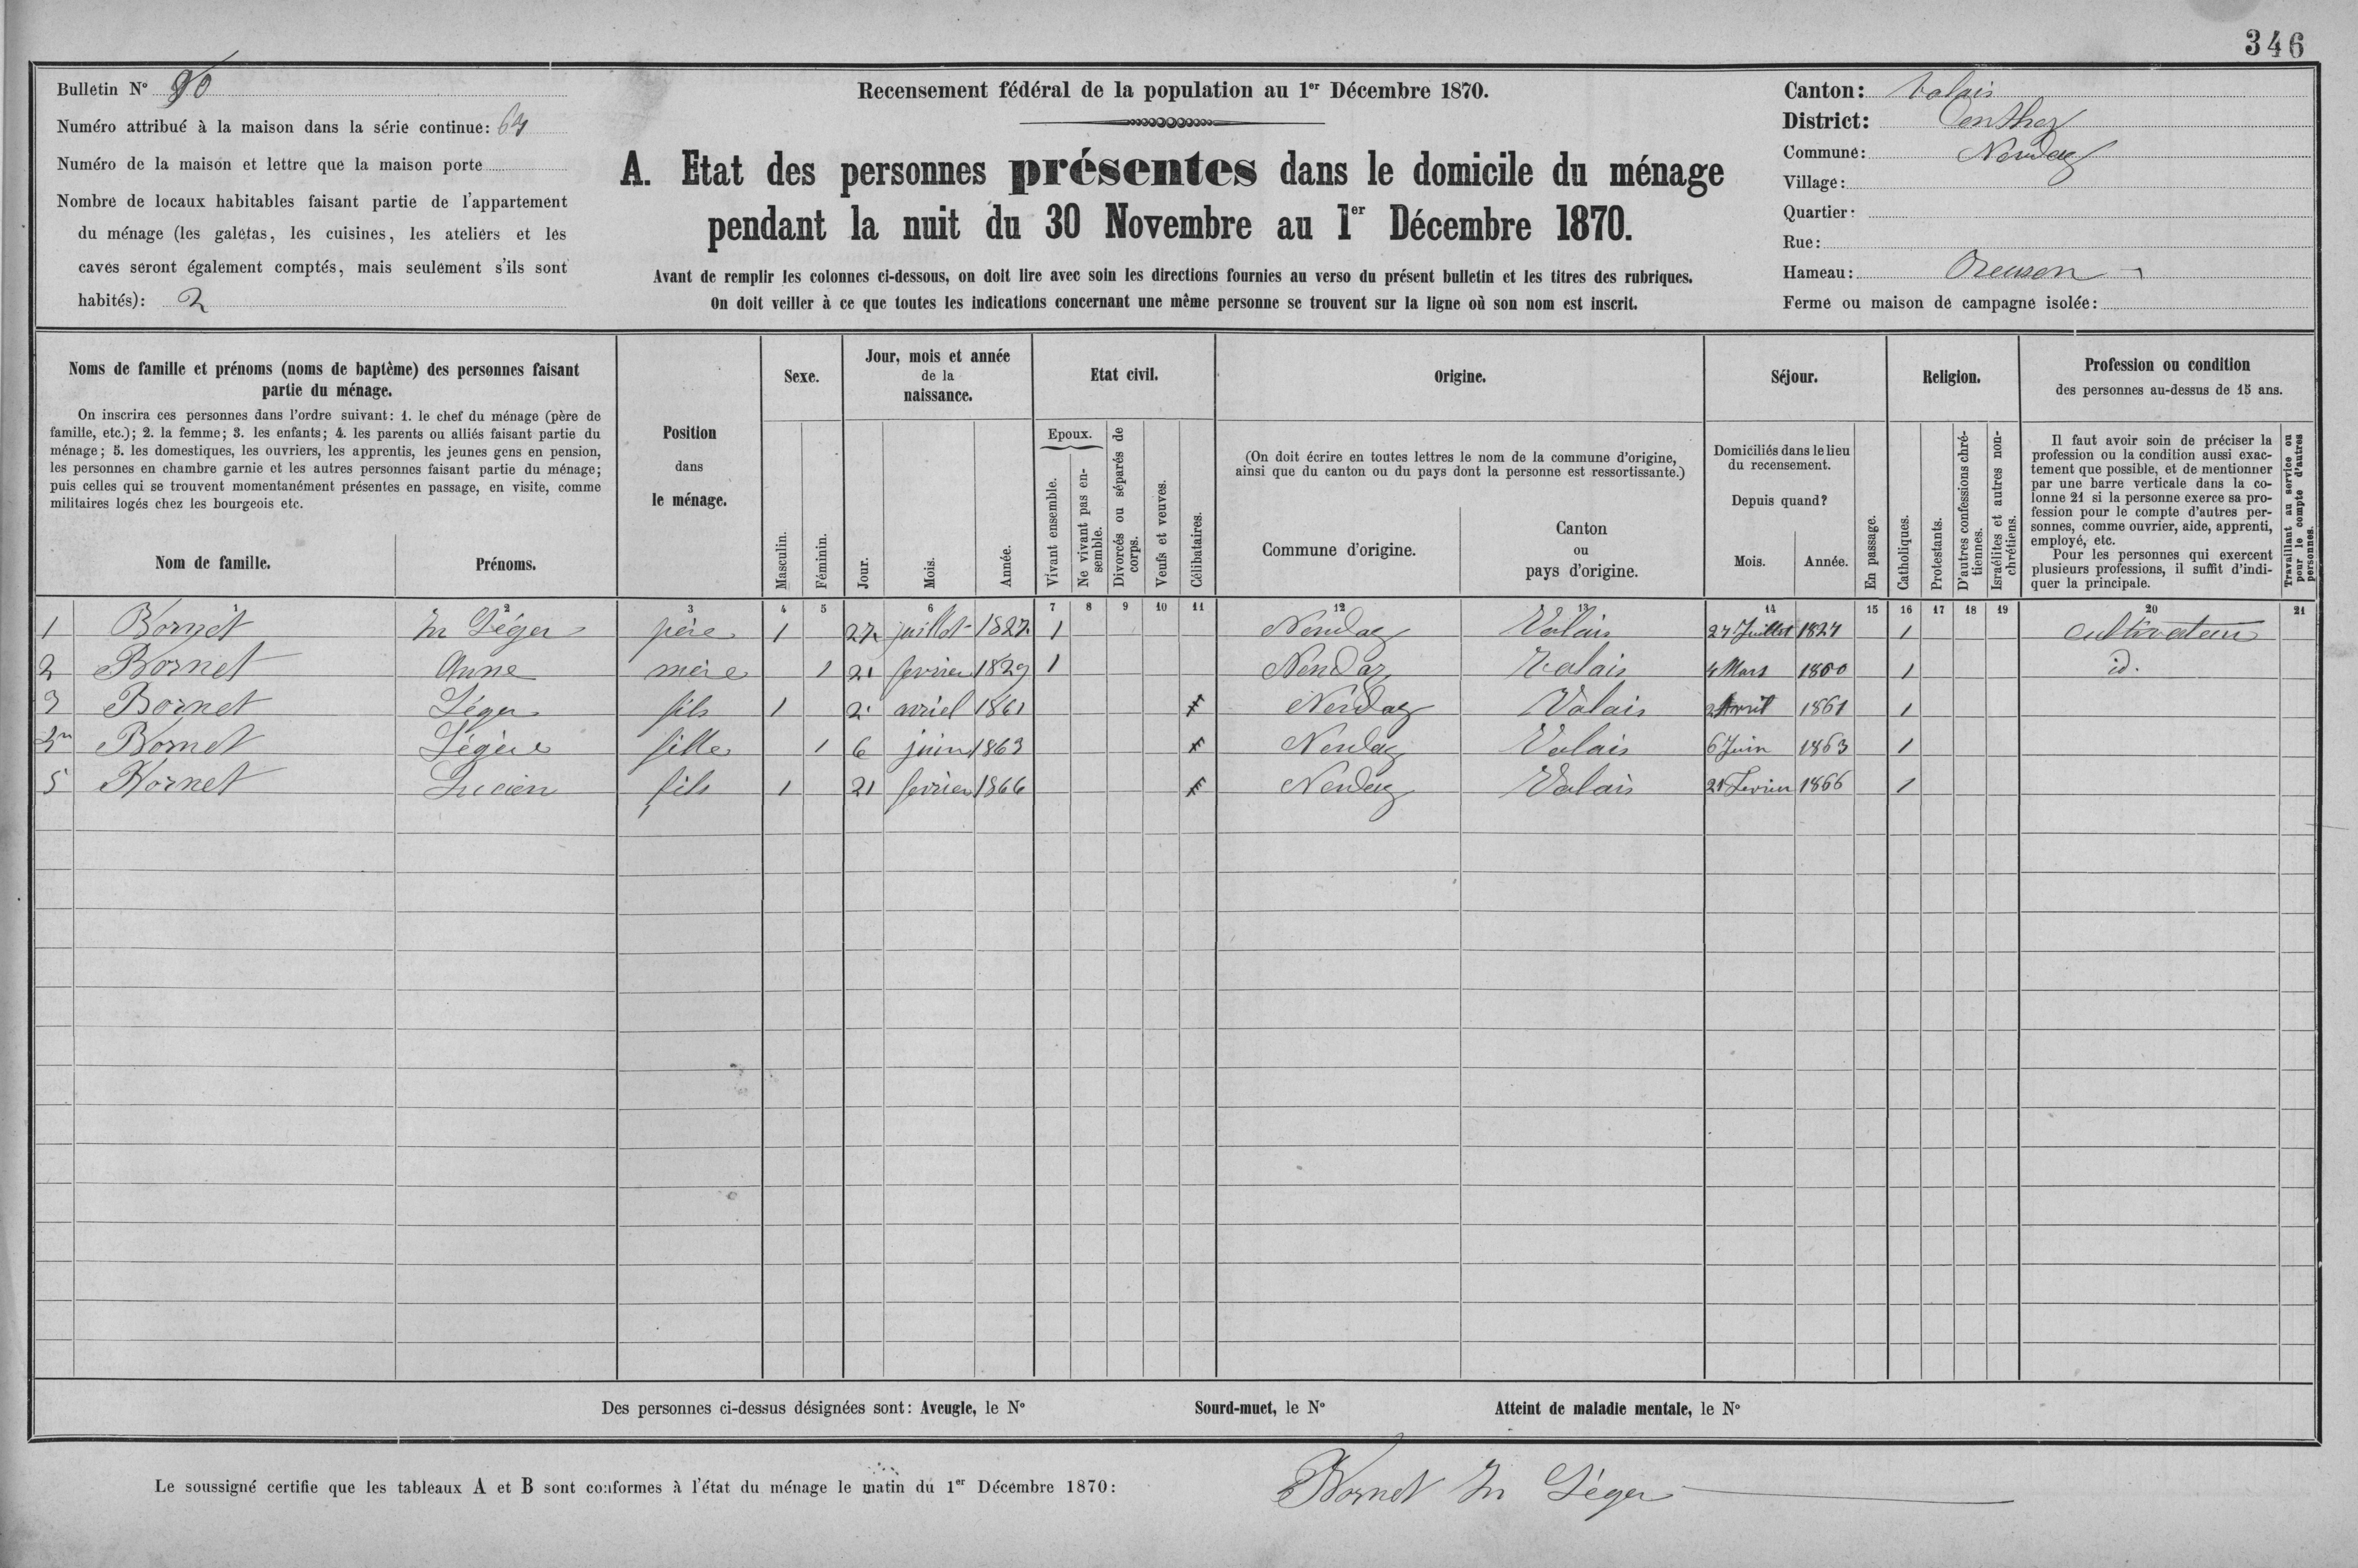 346
Bulletin N° 90
Numéro attribué à la maison dans la série continue: 64
Numéro de la maison et lettre que la maison porte
Nombre de locaux habitables faisant partie de l'appartement
du ménage (les galetas, les cuisines, les ateliers et les
caves seront également comptés, mais seulement s'ils sont
habités): 2
Recensement fédéral de la population au 1er Décembre 1870.
A. Etat des personnes présentes dans le domicile du ménage
pendant la nuit du 30 Novembre au 1er Décembre 1870.
Avant de remplir les colonnes ci-dessous, on doit lire avec soin les directions fournies au verso du présent bulletin et les titres des rubriques.
On doit veiller à ce que toutes les indications concernant une même personne se trouvent sur la ligne où son nom est inscrit.
Canton: Valais
District: Conthey
Commune: Nendaz
Village:
Quartier:
Rue:
Hameau:
Ferme ou maison de campagne isolée:
Noms de famille et prénoms (noms de baptême) des personnes faisant
partie du ménage.
On inscrira ces personnes dans l'ordre suivant: 1. le chef du ménage (père de
famille, etc.); 2. la femme; 3. les enfants; 4. les parents ou alliés faisant partie du
ménage; 5. les domestiques, les ouvriers, les apprentis, les jeunes gens en pension,
les personnes en chambre garnie et les autres personnes faisant partie du ménage;
puis celles qui se trouvent momentanément présentes en passage, en visite, comme
militaires logés chez les bourgeois etc.
Nom de famille. Prénoms.
Position
dans
le ménage.
Sexe.
Masculin. Féminin.
Jour, mois et année
de la
naissance.
Jour. Mois. Année.
Etat civil.
Epoux.
Vivant ensemble.
Ne vivant pas en-
semble.
Divorcés ou séparés de
corps.
Veufs et veuves.
Célibataires.
Origine.
(On doit écrire en toutes lettres le nom de la commune d'origine,
ainsi que du canton ou du pays dont la personne est ressortissante.)
Commune d'origine.
Canton
ou
pays d'origine.
Séjour.
Domiciliés dans le lieu
du recensement.
Depuis quand?
Mois. Année.
En passage.
Religion.
Catholiques.
Protestants.
D'autres confessions chré-
tiennes.
Israélites et autres non-
chrétiens.
Profession ou condition
des personnes au-dessus de 15 ans.
Il faut avoir soin de préciser la
profession ou la condition aussi exac-
tement que possible, et de mentionner
par une barre verticale dans la co-
lonne 21 si la personne exerce sa pro-
fession pour le compte d'autres per-
sonnes, comme ouvrier, aide, apprenti,
employé, etc.
Pour les personnes qui exercent
plusieurs professions, il suffit d'indi-
quer la principale.
Travaillant au service ou
pour le compte d'autres
personnes.
2 3 4 5 6 7 8 9 10 11 12 13 14 15 16 17 18 19 20 21
1 Bornet Jn Léger père 1 27 juillet 1827 1 Nendaz Valais 27 Juillet 1827 1 cultivateur
2 Bornet Anne mère 1 21 fevrier 1829 1 Nendaz Valais 4 Mars 1860 1 id.
3 Bornet Léger fils 1 2 avriel 1861 1 Nendaz Valais 2 Avril 1861 1
4 Bornet Légère fille 1 6 juin 1863 1 Nendaz Valais 6 Juin 1863 1
5 Bornet Lucien fils 1 21 fevrier 1866 1 Nendaz Valais 21 Fevrier 1866 1
Des personnes ci-dessus désignées sont: Aveugle, le N° Sourd-muet, le N° Atteint de maladie mentale, le N°
Le soussigné certifie que les tableaux A et B sont conformes à l'état du ménage le matin du 1er Décembre 1870: Bornet Jn Léger